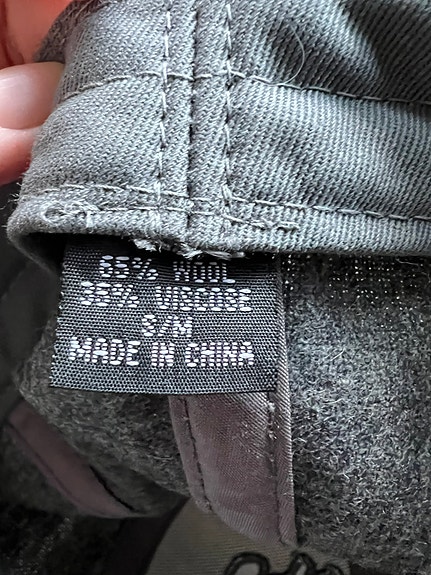 65% WOOL
35% VISCOSE
S/M
MADE IN CHINA